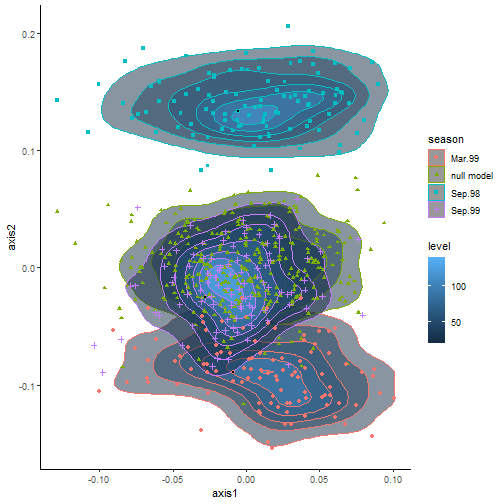 0.2
0.1
0.0
-0.1
axis2
-0.10
-0.05
0.00
0.05
0.10
axis1
season
Mar.99
null model
Sep.98
Sep.99
level
100
50